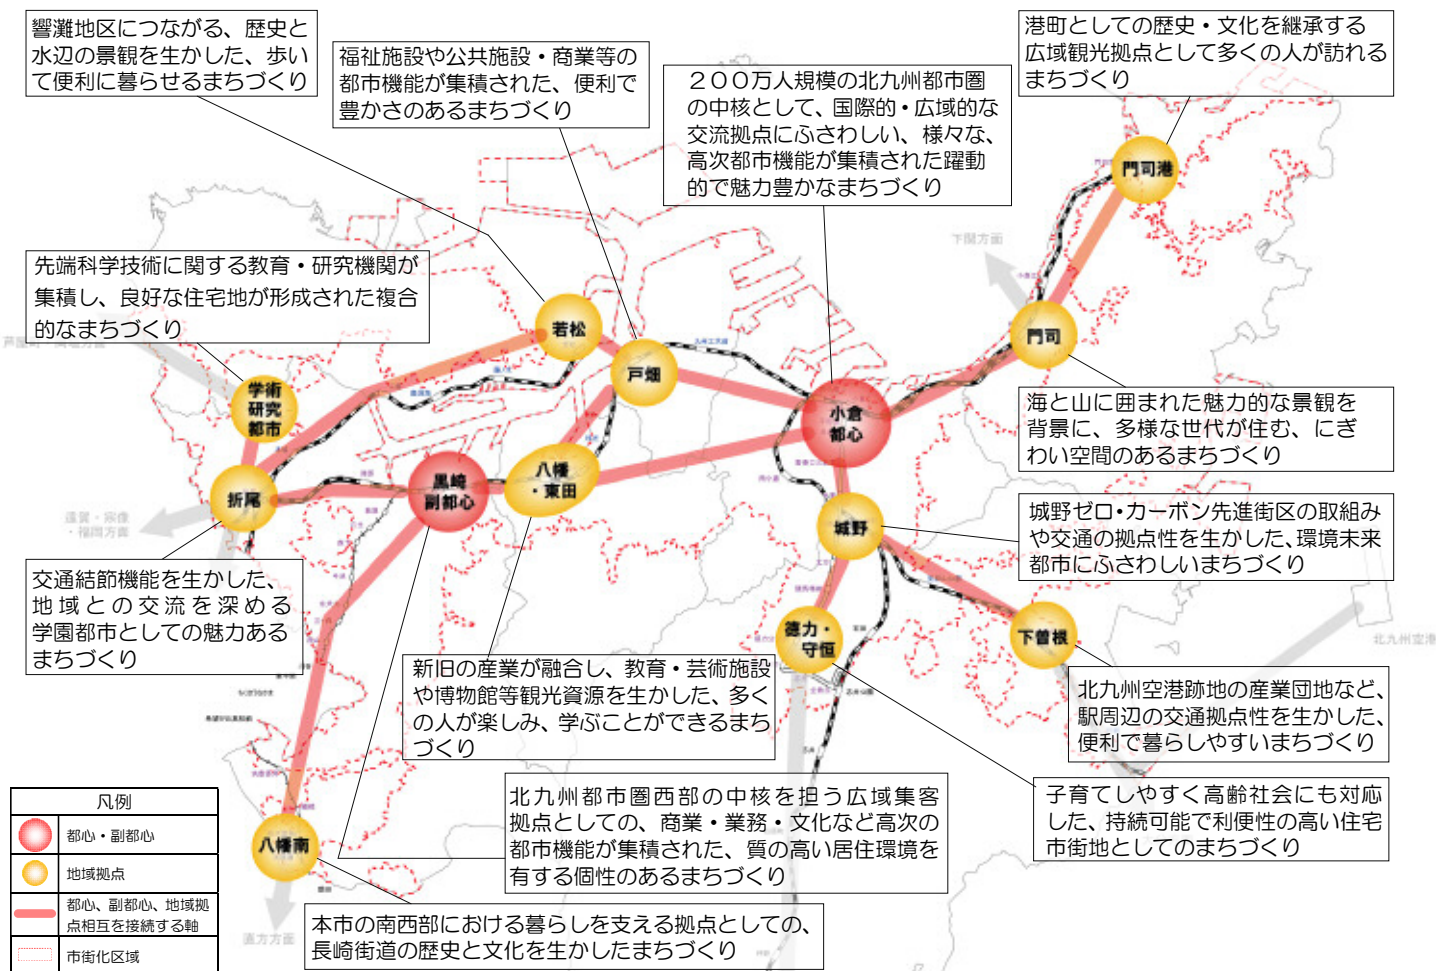 響灘地区につながる、歴史と
水辺の景観を生かした、歩い
て便利に暮らせるまちづくり
福祉施設や公共施設・商業等の
都市機能が集積された、便利で
豊かさのあるまちづくり
２００万人規模の北九州都市圏
の中核として、国際的・広域的な
交流拠点にふさわしい、様々な、
高次都市機能が集積された躍動
的で魅力豊かなまちづくり
港町としての歴史・文化を継承する
広域観光拠点として多くの人が訪れる
まちづくり
門司港
下関方面
先端科学技術に関する教育・研究機関が
集積し、良好な住宅地が形成された複合
的なまちづくり
若松
戸畑
門司
学術
研究
都市
小倉
都心
海と山に囲まれた魅力的な景観を
背景に、多様な世代が住む、にぎ
わい空間のあるまちづくり
折尾
黒崎
副都心
八幡
・東田
城野
遠賀・宗像
・福岡方面
城野ゼロ・カーボン先進街区の取組み
や交通の拠点性を生かした、環境未来
都市にふさわしいまちづくり
交通結節機能を生かした、
地域との交流を深める
学園都市としての魅力ある
まちづくり
徳力・
守恒
下曽根
北九州空港
新旧の産業が融合し、教育・芸術施設
や博物館等観光資源を生かした、多く
の人が楽しみ、学ぶことができるまち
づくり
北九州空港跡地の産業団地など、
駅周辺の交通拠点性を生かした、
便利で暮らしやすいまちづくり
北九州都市圏西部の中核を担う広域集客
拠点としての、商業・業務・文化など高次の
都市機能が集積された、質の高い居住環境を
有する個性のあるまちづくり
子育てしやすく高齢社会にも対応
した、持続可能で利便性の高い住宅
市街地としてのまちづくり
八幡南
直方方面
本市の南西部における暮らしを支える拠点としての、
長崎街道の歴史と文化を生かしたまちづくり
凡例
都心・副都心
地域拠点
都心、副都心、地域拠
点相互を接続する軸
市街化区域